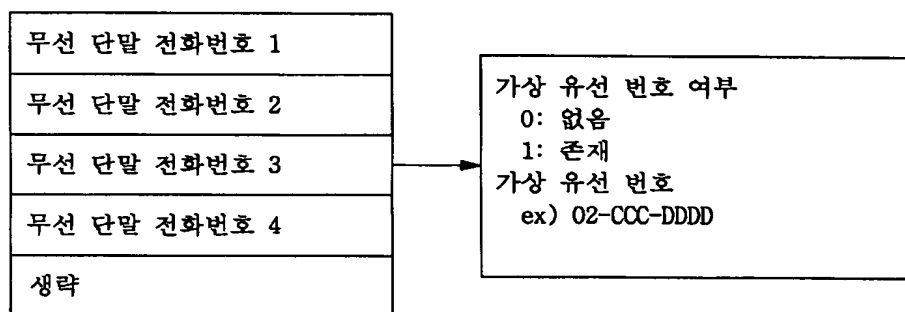 무선 단말 전화번호 1
무선 단말 전화번호 2
무선 단말 전화번호 3
무선 단말 전화번호 4
생략
가상 유선 번호 여부
0: 없음
1: 존재
가상 유선 번호
ex) 02-CCC-DDDD